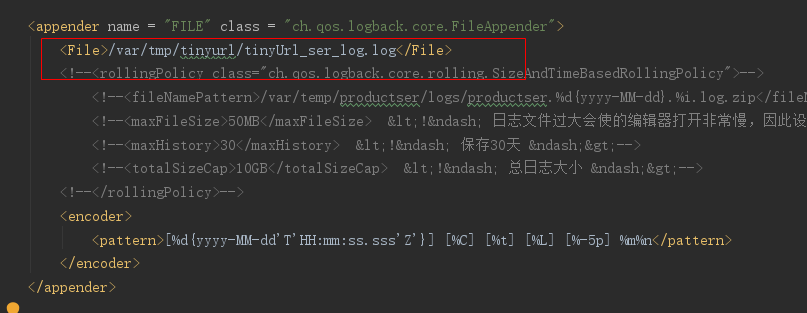 <appender name = "FILE" class = "ch.qos.logback.core.FileAppender">
<File>/var/tmp/tinyurl/tinyUrl_ser_log.log</File>
<!--<rollingPolicy class="ch.qos.logback.core.rolling.SizeAndTimeBasedRollingPolicy">-->
<!--<fileNamePattern>/var/temp/productser/logs/productser.%d{yyyy-MM-dd}.%i.log.zip</fileN
<!--<maxFileSize>50MB</maxFileSize>  &lt;!&ndash; 日志文件过大会使的编辑器打开非常慢，因此设
<!--<maxHistory>30</maxHistory>  &lt;!&ndash; 保存30天 &ndash;&gt;-->
<!--<totalSizeCap>10GB</totalSizeCap>  &lt;!&ndash; 总日志大小 &ndash;&gt;-->
<!--</rollingPolicy>-->
<encoder>
<pattern>[%d{yyyy-MM-dd'T'HH:mm:ss.sss'Z'}] [%C] [%t] [%L] [%-5p] %m%n</pattern>
</encoder>
</appender>